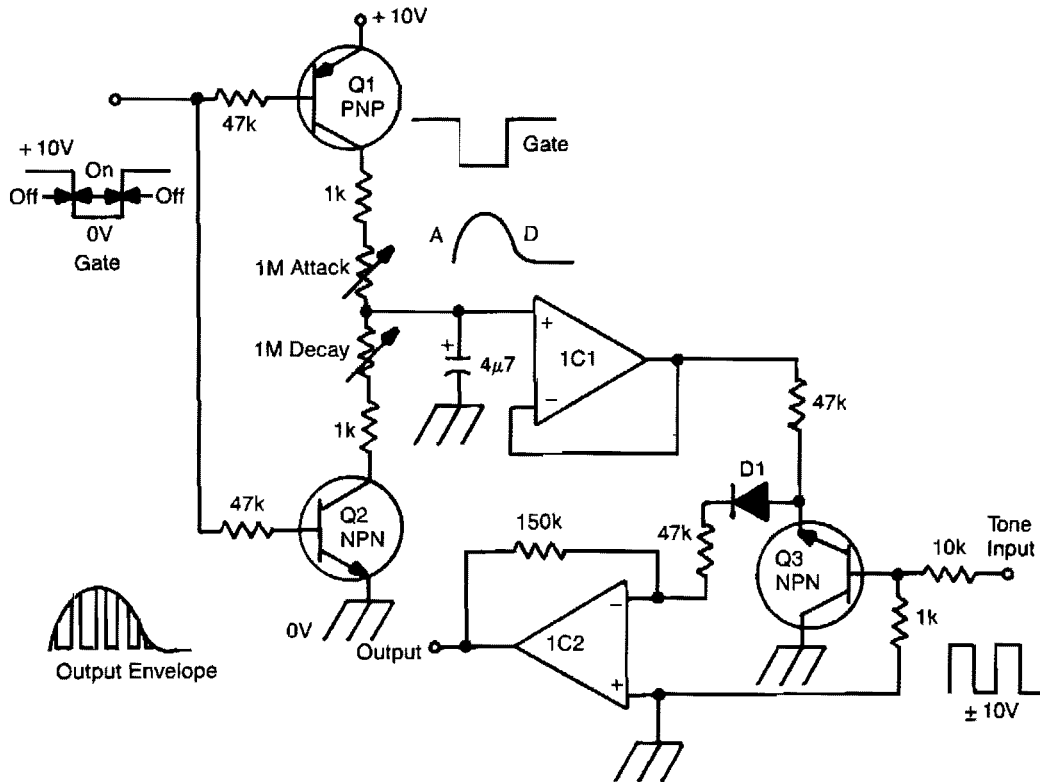 + 10V
Q1
PNP
47k
Gate
+ 10V
On
Off
Off
0V
Gate
1k
A
D
1M Attack
1M Decay
+
4μ7
+
1C1
−
47k
1k
D1
47k
Q2
NPN
150k
47k
Q3
NPN
10k
Tone
Input
1k
−
1C2
+
0V
Output
Output Envelope
± 10V